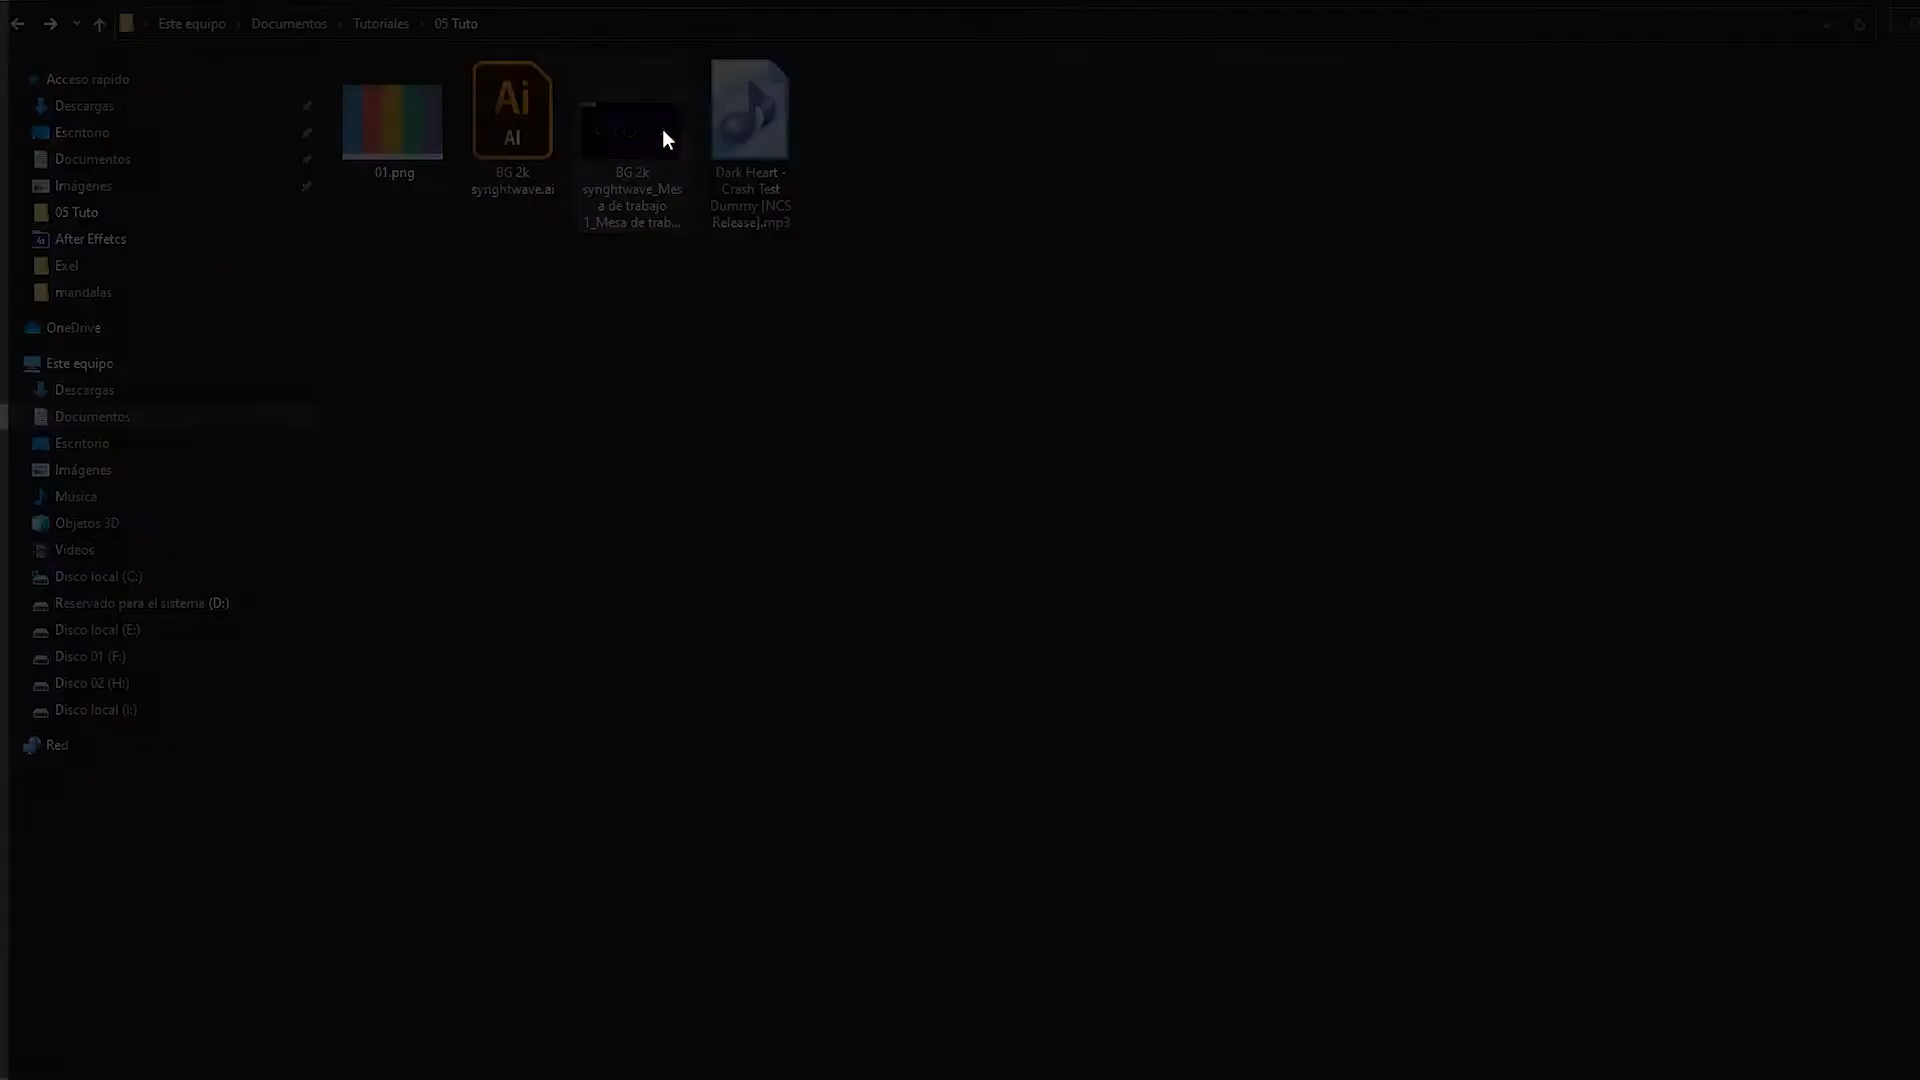 Este equipo > Documentos > Tutoriales > 05 Tuto
Acceso rápido
Descargas
Escritorio
Documentos
Imágenes
05 Tuto
After Effetcs
Exel
mandalas
OneDrive
Este equipo
Descargas
Documentos
Escritorio
Imágenes
Música
Objetos 3D
Vídeos
Disco local (C:)
Reservado para el sistema (D:)
Disco local (E:)
Disco 01 (F:)
Disco 02 (H:)
Disco local (I:)
Red
01.png
Ai
AI
BG 2k
synghtwave.ai
BG 2k
synghtwave_Mes
a de trabajo
1_Mesa de trab...
Dark Heart -
Crash Test
Dummy [NCS
Release].mp3